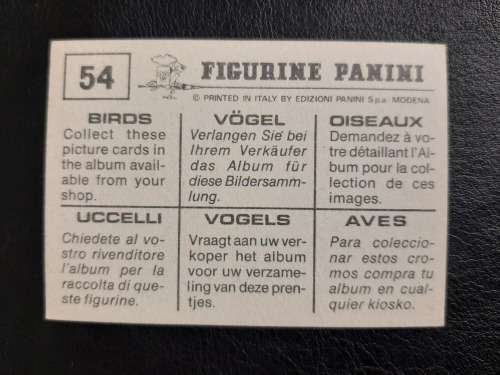 54
FIGURINE PANINI
© PRINTED IN ITALY BY EDIZIONI PANINI S.p.a. MODENA
BIRDS
Collect these
picture cards in
the album avail-
able from your
shop.
VÖGEL
Verlangen Sie bei
Ihrem Verkäufer
das Album für
diese Bildersamm-
lung.
OISEAUX
Demandez à vo-
tre détaillant l'Al-
bum pour la col-
lection de ces
images.
UCCELLI
Chiedete al vo-
stro rivenditore
l'album per la
raccolta di que-
ste figurine.
VOGELS
Vraagt aan uw ver-
koper het album
voor uw verzame-
ling van deze pren-
tjes.
AVES
Para coleccio-
nar estos cro-
mos compra tu
album en cual-
quier kiosko.